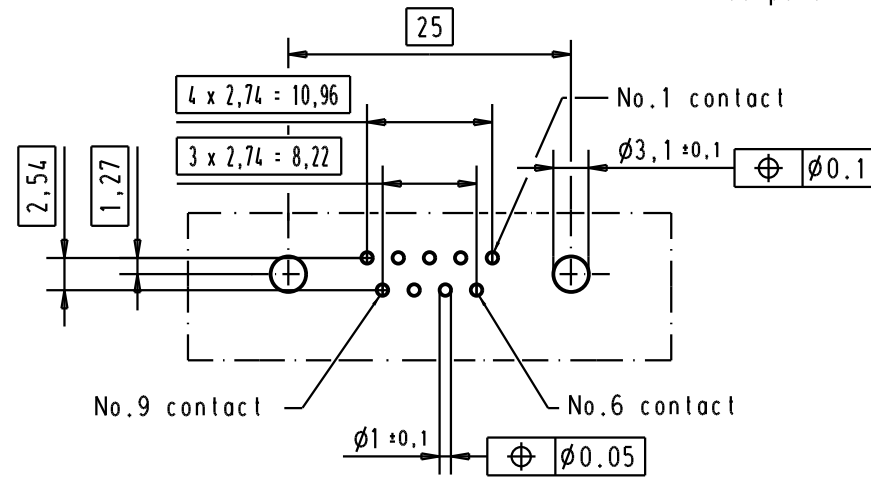 25
4 x 2,74 = 10,96
No.1 contact
3 x 2,74 = 8,22
Ø3,1 ±0,1
Ø0.1
2,54
1,27
No.9 contact
No.6 contact
Ø1 ±0,1
Ø0.05